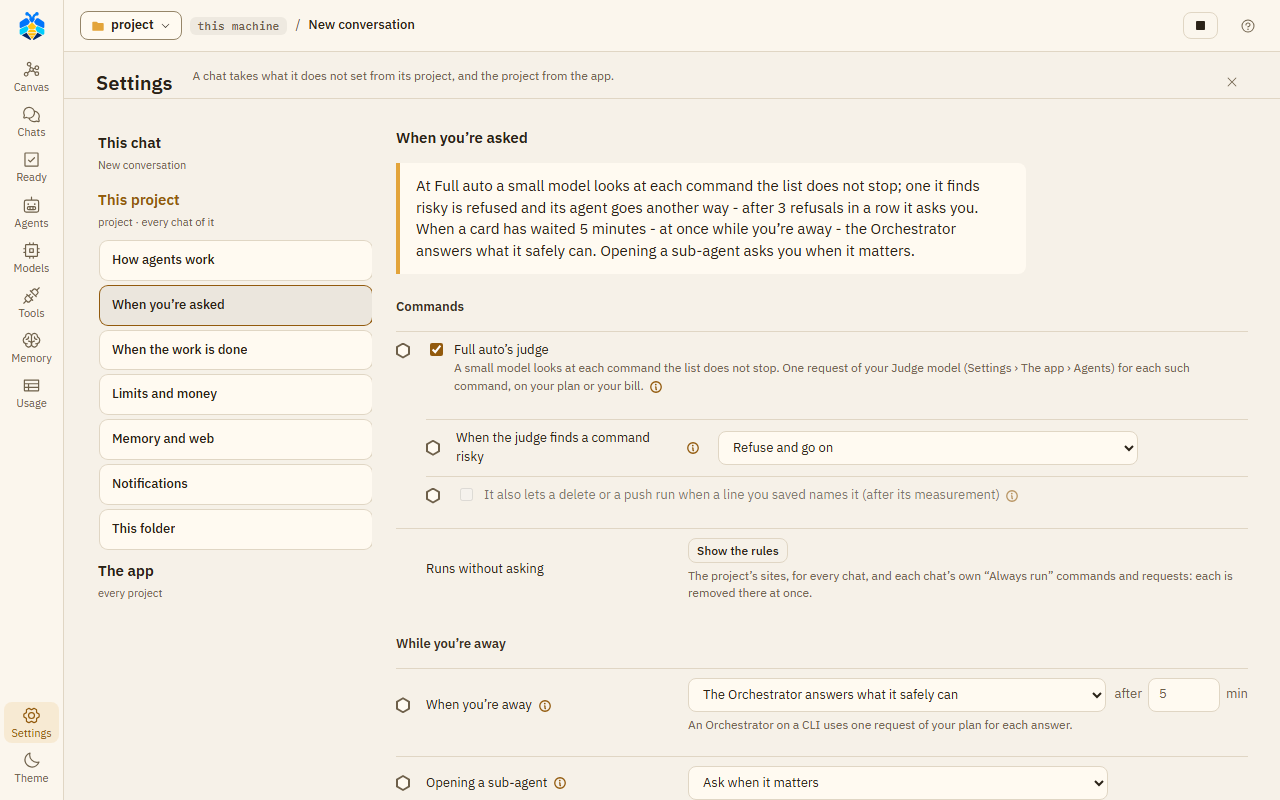 project
this machine
/
New conversation
Canvas
Chats
Ready
Agents
Models
Tools
Memory
Usage
Settings
Theme
Settings
A chat takes what it does not set from its project, and the project from the app.
This chat
New conversation
This project
project · every chat of it
How agents work
When you’re asked
When the work is done
Limits and money
Memory and web
Notifications
This folder
The app
every project
When you’re asked
At Full auto a small model looks at each command the list does not stop; one it finds
risky is refused and its agent goes another way - after 3 refusals in a row it asks you.
When a card has waited 5 minutes - at once while you’re away - the Orchestrator
answers what it safely can. Opening a sub-agent asks you when it matters.
Commands
Full auto’s judge
A small model looks at each command the list does not stop. One request of your Judge model (Settings › The app › Agents) for each such
command, on your plan or your bill.
When the judge finds a command
risky
Refuse and go on
It also lets a delete or a push run when a line you saved names it (after its measurement)
Runs without asking
Show the rules
The project’s sites, for every chat, and each chat’s own “Always run” commands and requests: each is
removed there at once.
While you’re away
When you’re away
The Orchestrator answers what it safely can
after
5
min
An Orchestrator on a CLI uses one request of your plan for each answer.
Opening a sub-agent
Ask when it matters